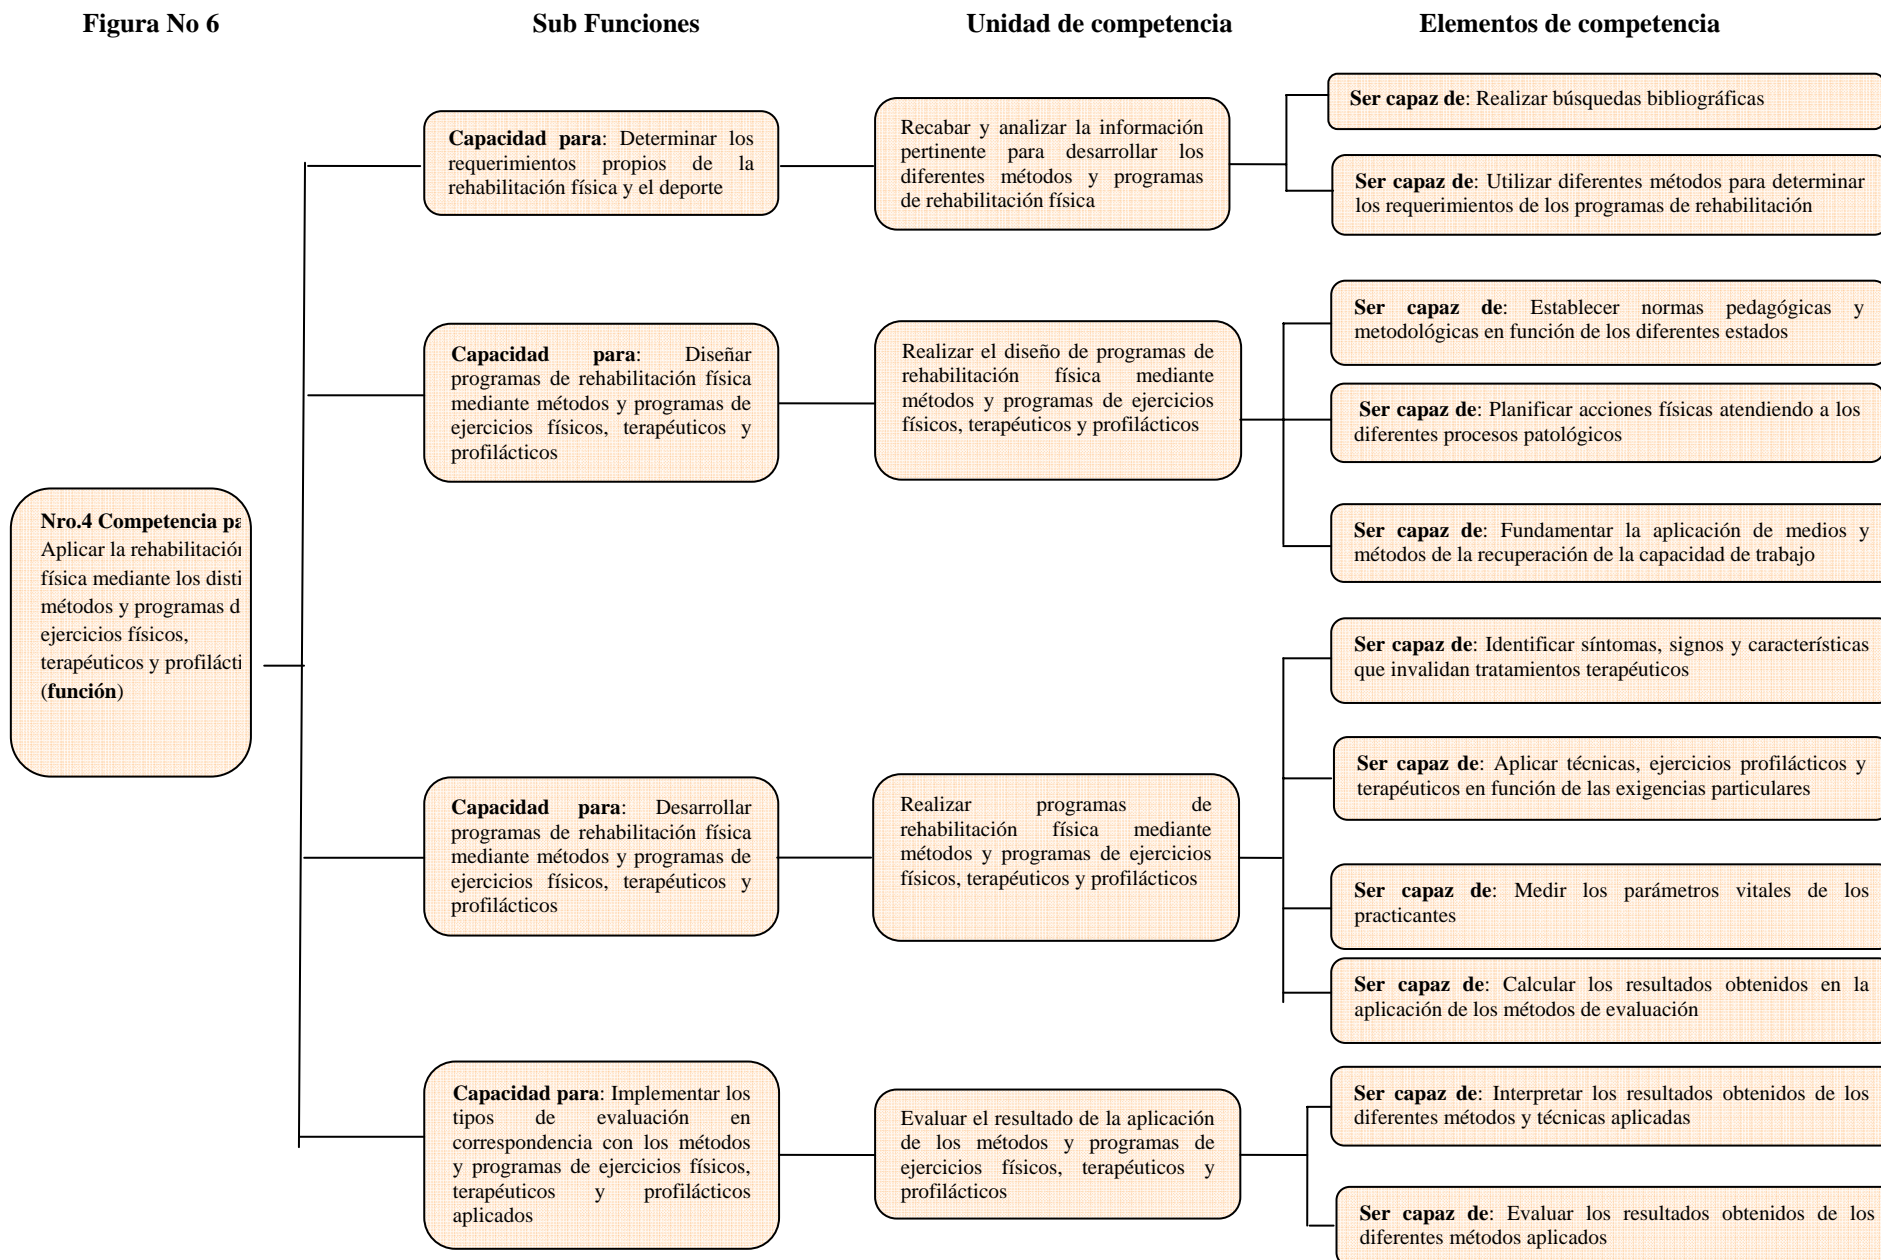 Figura No 6
Sub Funciones
Unidad de competencia
Elementos de competencia
Nro.4 Competencia pa
Aplicar la rehabilitación
física mediante los disti
métodos y programas d
ejercicios físicos,
terapéuticos y profilácti
(función)
Capacidad para: Determinar los
requerimientos propios de la
rehabilitación física y el deporte
Recabar y analizar la información
pertinente para desarrollar los
diferentes métodos y programas
de rehabilitación física
Ser capaz de: Realizar búsquedas bibliográficas
Ser capaz de: Utilizar diferentes métodos para determinar
los requerimientos de los programas de rehabilitación
Capacidad para: Diseñar
programas de rehabilitación física
mediante métodos y programas de
ejercicios físicos, terapéuticos y
profilácticos
Realizar el diseño de programas de
rehabilitación física mediante
métodos y programas de ejercicios
físicos, terapéuticos y profilácticos
Ser capaz de: Establecer normas pedagógicas y
metodológicas en función de los diferentes estados
Ser capaz de: Planificar acciones físicas atendiendo a los
diferentes procesos patológicos
Ser capaz de: Fundamentar la aplicación de medios y
métodos de la recuperación de la capacidad de trabajo
Capacidad para: Desarrollar
programas de rehabilitación física
mediante métodos y programas de
ejercicios físicos, terapéuticos y
profilácticos
Realizar programas de
rehabilitación física mediante
métodos y programas de ejercicios
físicos, terapéuticos y profilácticos
Ser capaz de: Identificar síntomas, signos y características
que invalidan tratamientos terapéuticos
Ser capaz de: Aplicar técnicas, ejercicios profilácticos y
terapéuticos en función de las exigencias particulares
Ser capaz de: Medir los parámetros vitales de los
practicantes
Ser capaz de: Calcular los resultados obtenidos en la
aplicación de los métodos de evaluación
Capacidad para: Implementar los
tipos de evaluación en
correspondencia con los métodos
y programas de ejercicios físicos,
terapéuticos y profilácticos
aplicados
Evaluar el resultado de la aplicación
de los métodos y programas de
ejercicios físicos, terapéuticos y
profilácticos
Ser capaz de: Interpretar los resultados obtenidos de los
diferentes métodos y técnicas aplicadas
Ser capaz de: Evaluar los resultados obtenidos de los
diferentes métodos aplicados